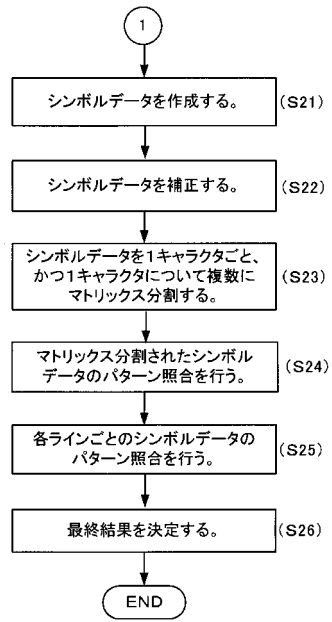 1
シンボルデータを作成する。
(S21)
シンボルデータを補正する。
(S22)
シンボルデータを1キャラクタごと、
かつ1キャラクタについて複数に
マトリックス分割する。
(S23)
マトリックス分割されたシンボル
データのパターン照合を行う。
(S24)
各ラインごとのシンボルデータの
パターン照合を行う。
(S25)
最終結果を決定する。
(S26)
END